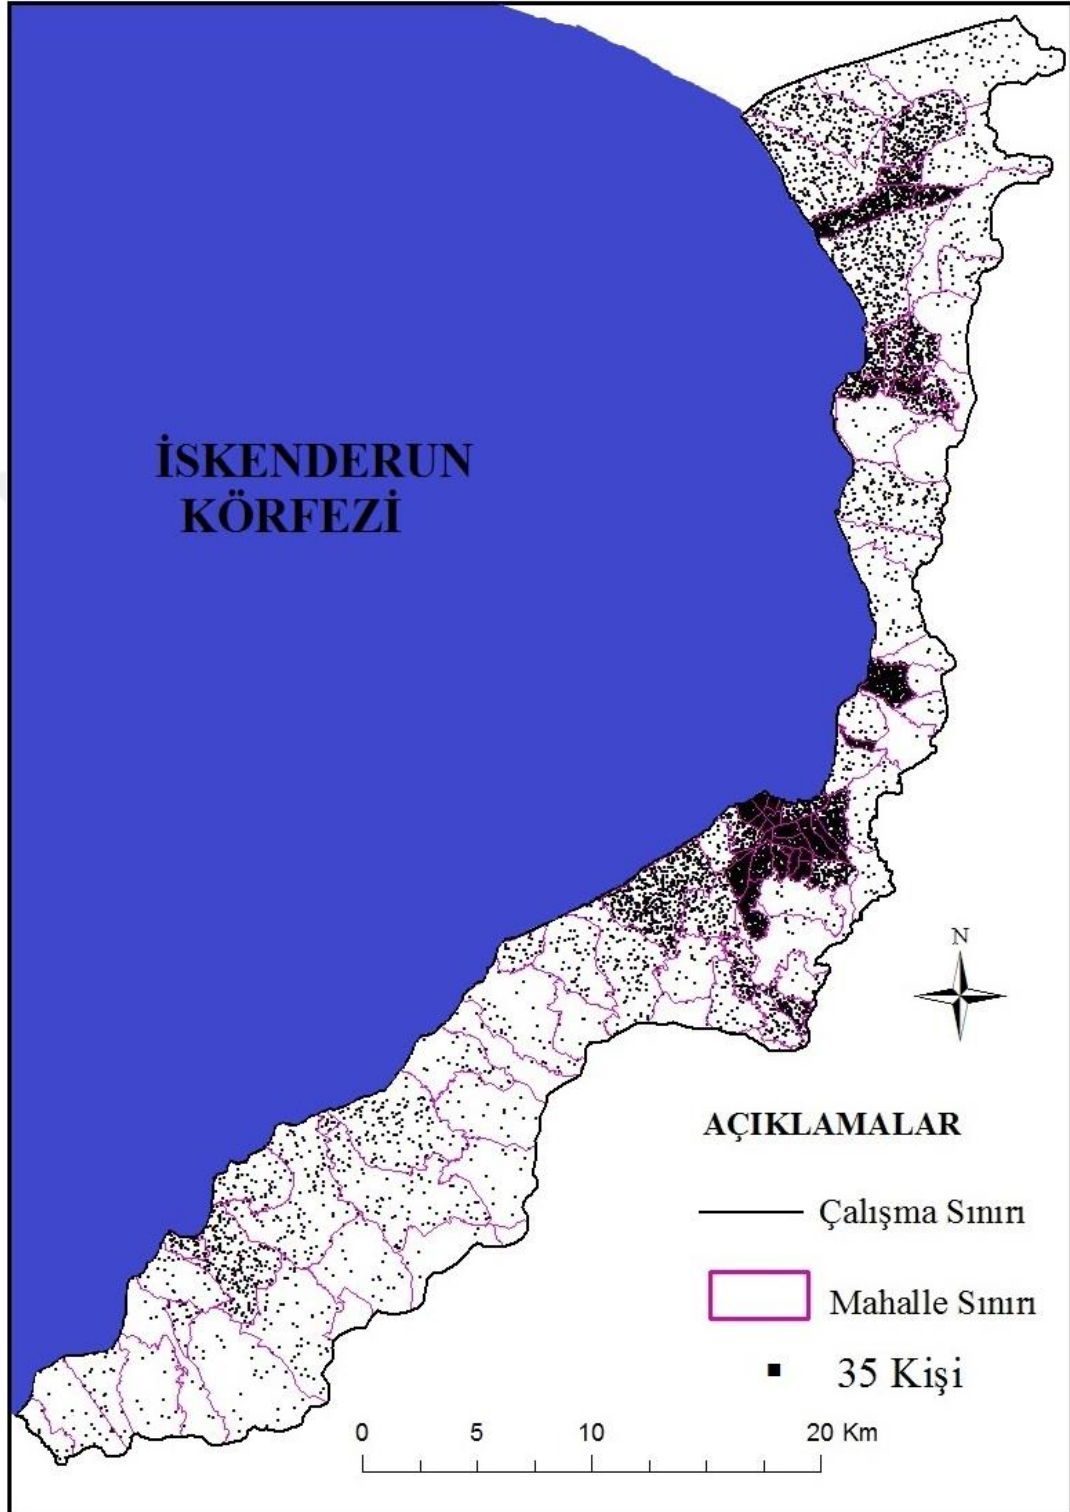 İSKENDERUN
KÖRFEZİ
N
AÇIKLAMALAR
Çalışma Sınırı
Mahalle Sınırı
35 Kişi
0 5 10 20 Km